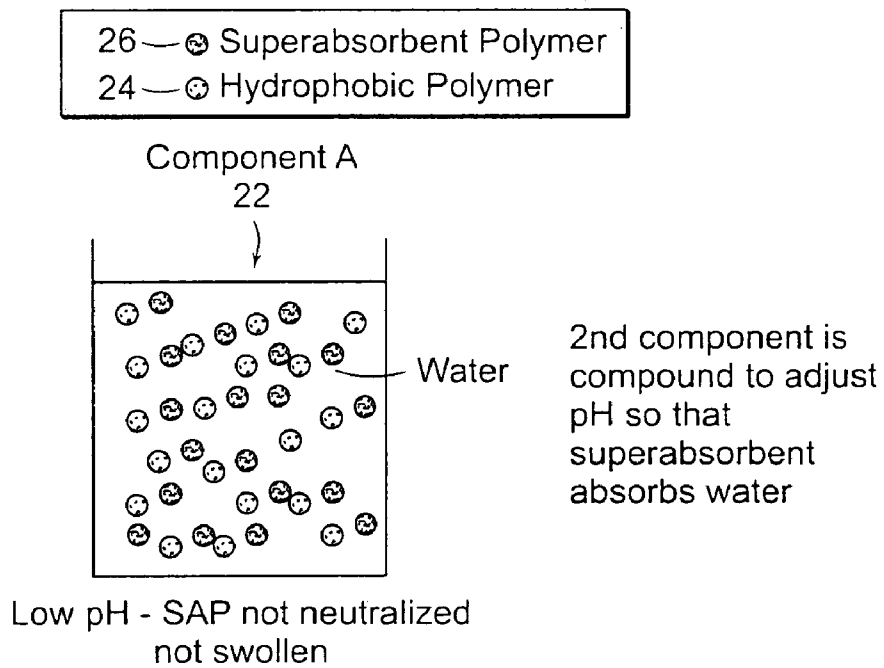 26 Superabsorbent Polymer
24 Hydrophobic Polymer
Component A
22
Water
2nd component is
compound to adjust
pH so that
superabsorbent
absorbs water
Low pH - SAP not neutralized
not swollen